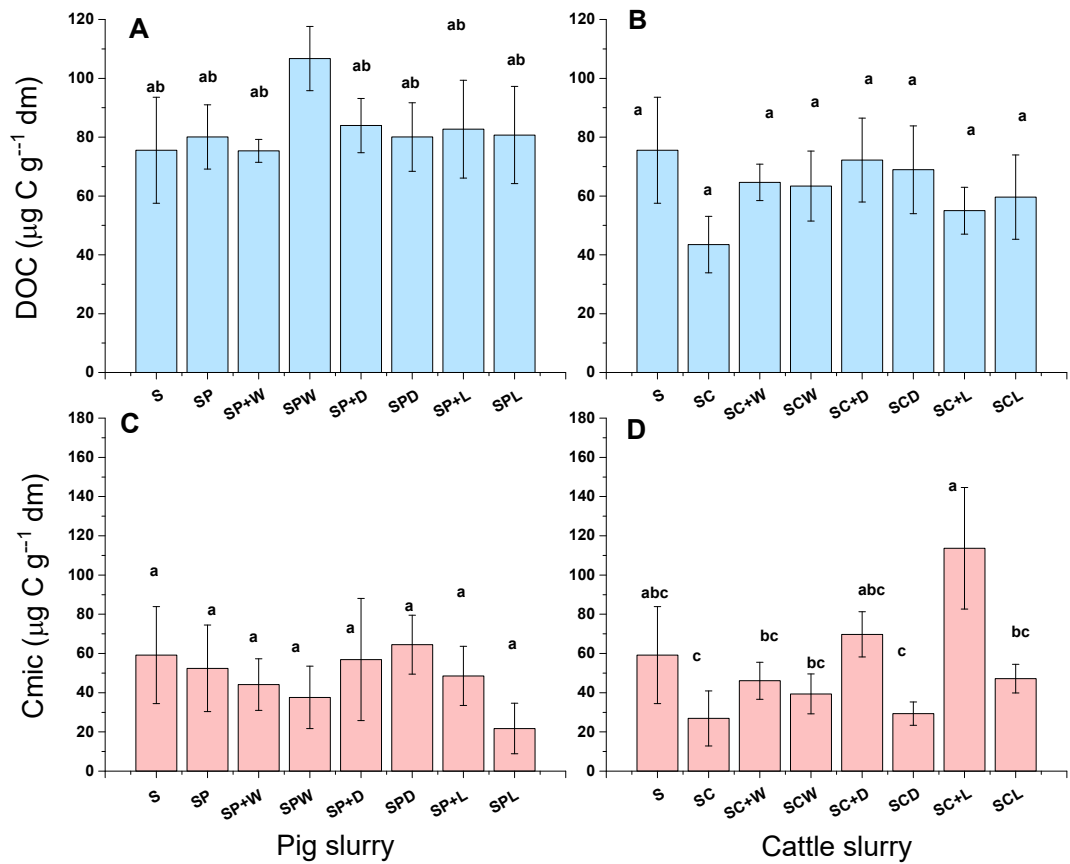 A
B
DOC (µg C g⁻⁻¹ dm)
120
100
80
60
40
20
0
ab ab ab ab ab ab ab
S SP SP+W SPW SP+D SPD SP+L SPL
120
100
80
60
40
20
0
a a a a a a a a
S SC SC+W SCW SC+D SCD SC+L SCL
C
D
Cmic (µg C g⁻⁻¹ dm)
180
160
140
120
100
80
60
40
20
0
a a a a a a a a
S SP SP+W SPW SP+D SPD SP+L SPL
Pig slurry
180
160
140
120
100
80
60
40
20
0
abc c bc bc abc c a bc
S SC SC+W SCW SC+D SCD SC+L SCL
Cattle slurry